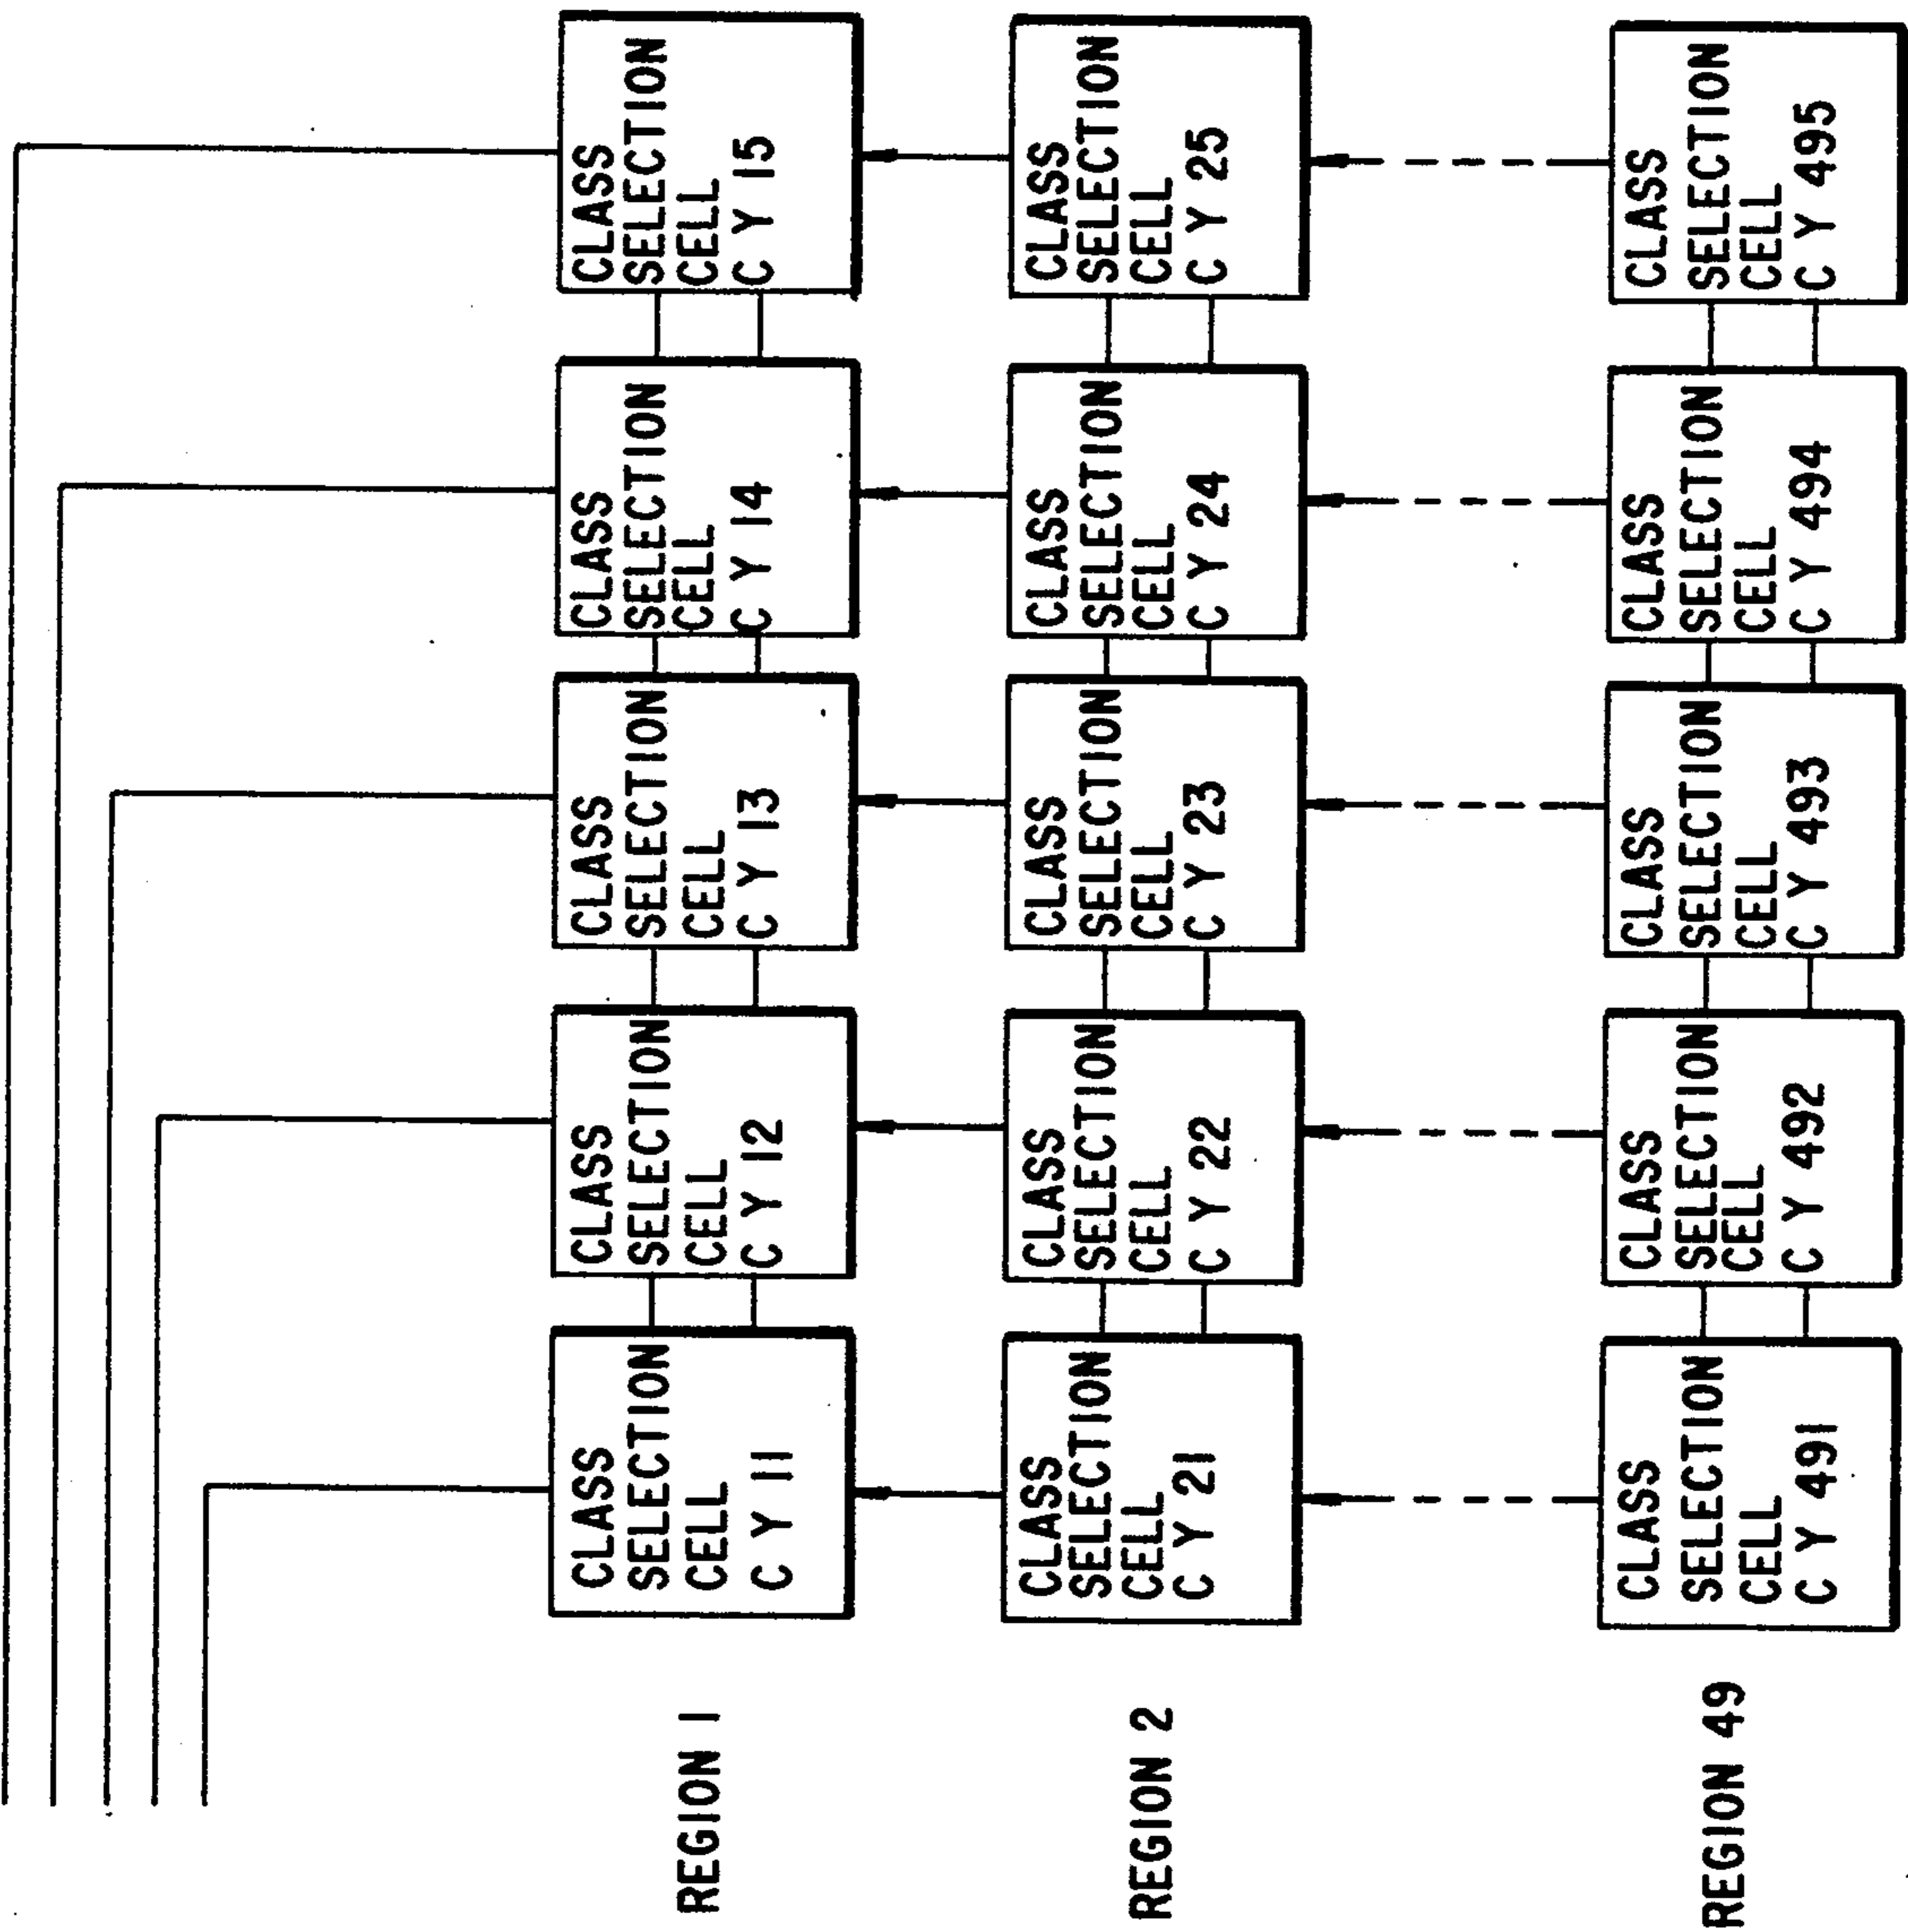 REGION 1
CLASS
SELECTION
CELL
C Y 11
CLASS
SELECTION
CELL
C Y 12
CLASS
SELECTION
CELL
C Y 13
CLASS
SELECTION
CELL
C Y 14
CLASS
SELECTION
CELL
C Y 15
REGION 2
CLASS
SELECTION
CELL
C Y 21
CLASS
SELECTION
CELL
C Y 22
CLASS
SELECTION
CELL
C Y 23
CLASS
SELECTION
CELL
C Y 24
CLASS
SELECTION
CELL
C Y 25
REGION 49
CLASS
SELECTION
CELL
C Y 491
CLASS
SELECTION
CELL
C Y 492
CLASS
SELECTION
CELL
C Y 493
CLASS
SELECTION
CELL
C Y 494
CLASS
SELECTION
CELL
C Y 495